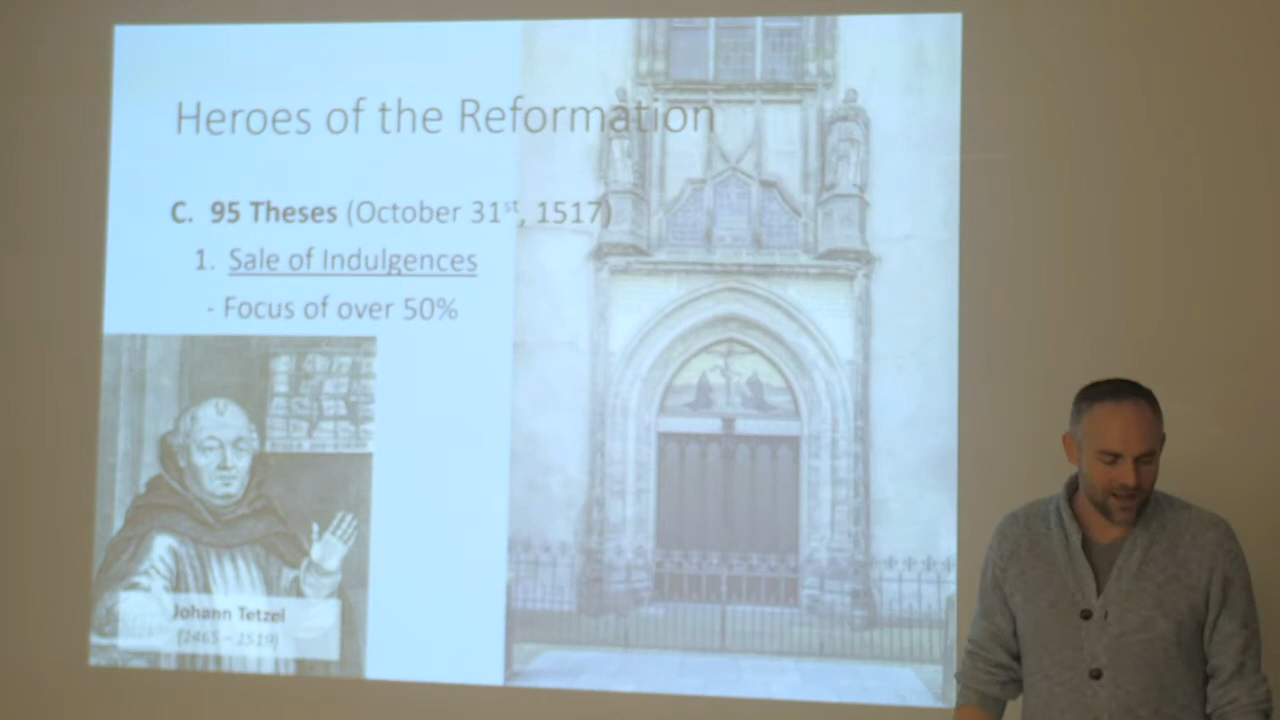 Heroes of the Reformation
C. 95 Theses (October 31st, 1517)
1. Sale of Indulgences
- Focus of over 50%
Johann Tetzel
(1465 – 1519)